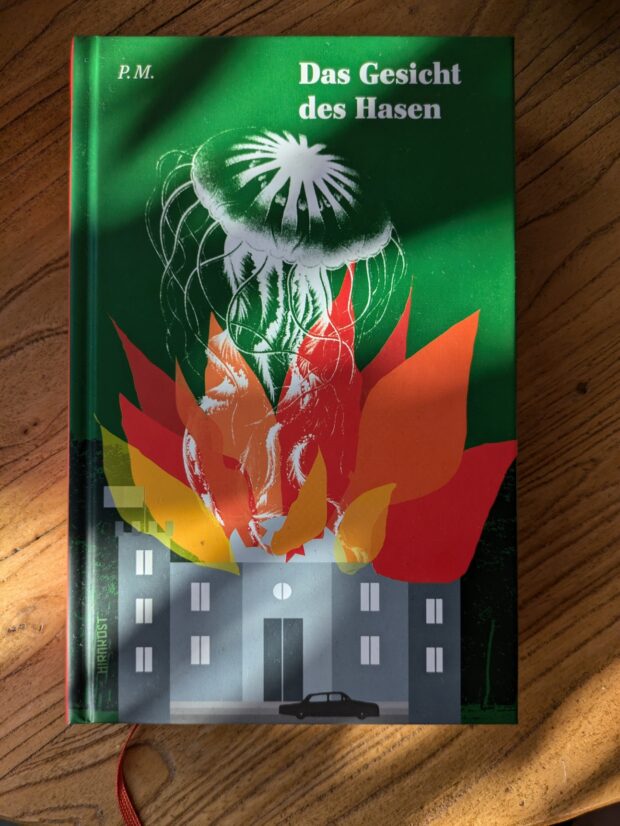 P.M.
Das Gesicht
des Hasen
HIRNKOST